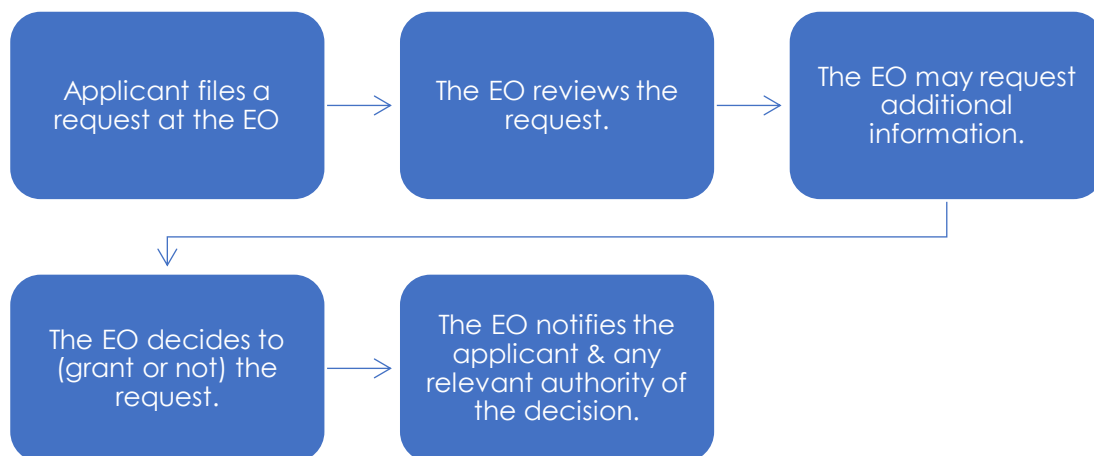 Applicant files a
request at the EO
The EO reviews the
request.
The EO may request
additional
information.
The EO decides to
(grant or not) the
request.
The EO notifies the
applicant & any
relevant authority of
the decision.